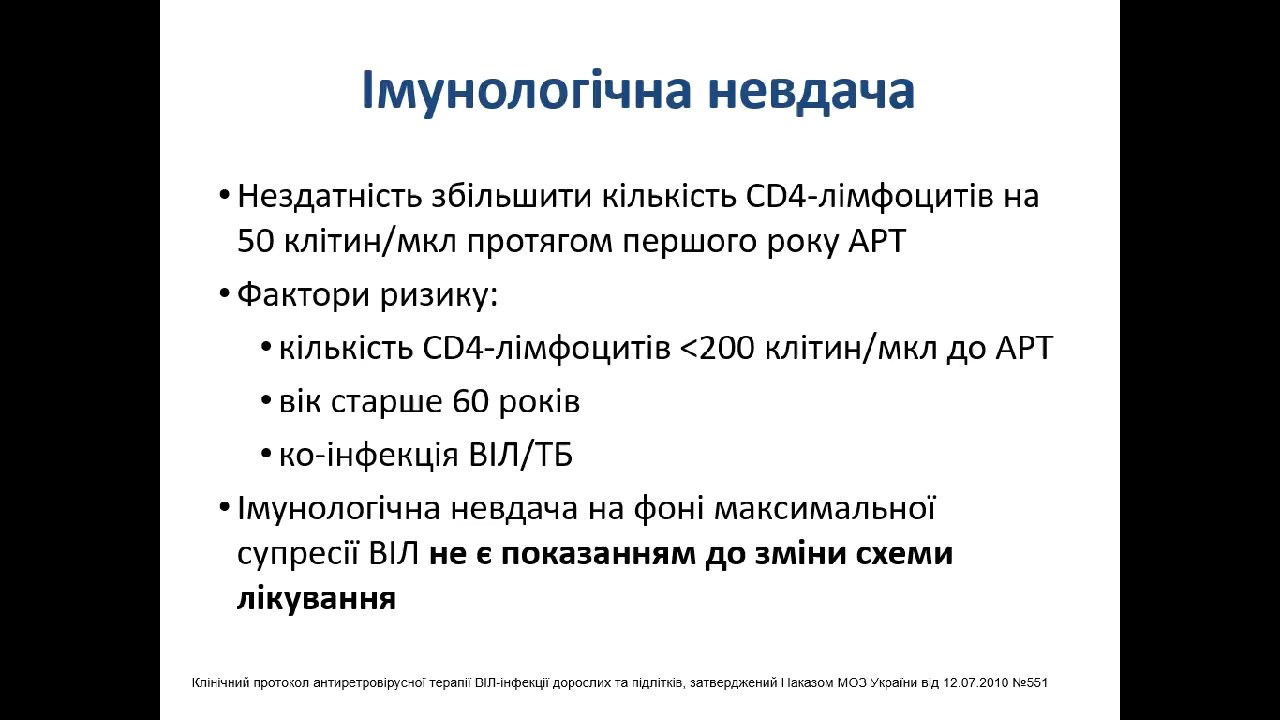 Імунологічна невдача
• Нездатність збільшити кількість CD4-лімфоцитів на
50 клітин/мкл протягом першого року АРТ
• Фактори ризику:
• кількість CD4-лімфоцитів <200 клітин/мкл до АРТ
• вік старше 60 років
• ко-інфекція ВІЛ/ТБ
• Імунологічна невдача на фоні максимальної
супресії ВІЛ не є показанням до зміни схеми
лікування
Клінічний протокол антиретровірусної терапії ВІЛ-інфекції дорослих та підлітків, затверджений Наказом МОЗ України від 12.07.2010 №551